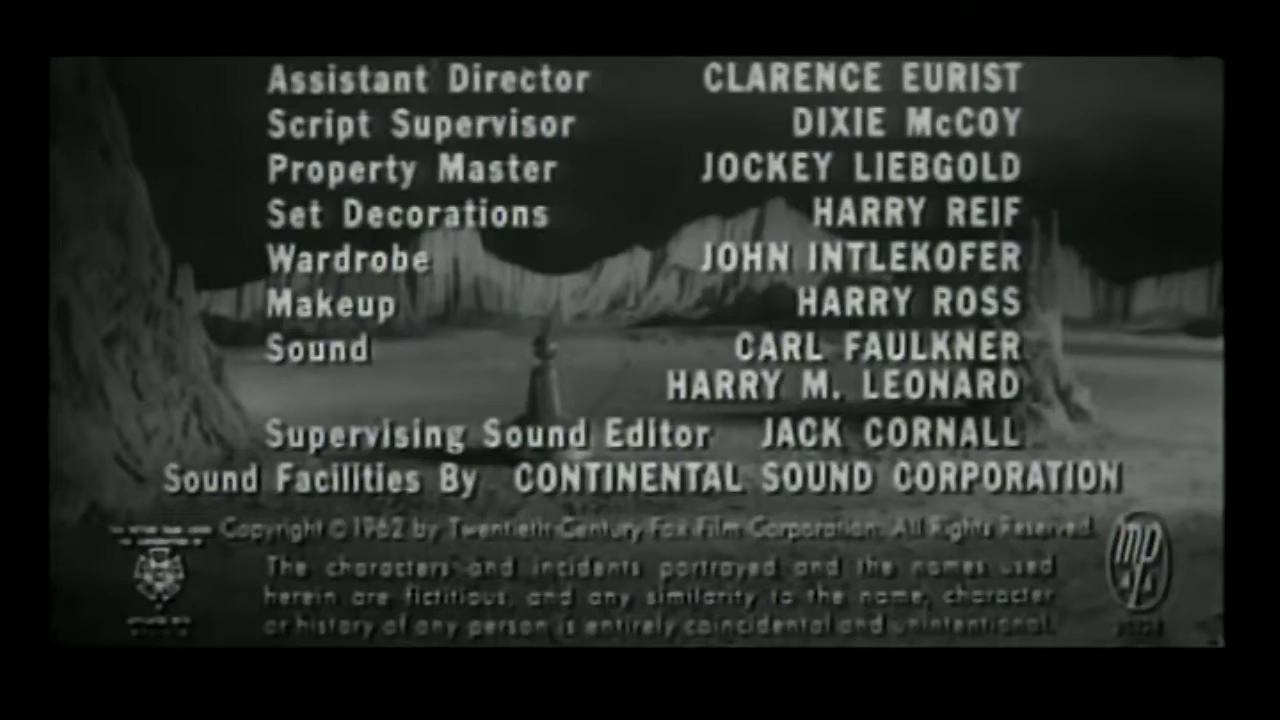 Assistant Director CLARENCE EURIST
Script Supervisor DIXIE McCOY
Property Master JOCKEY LIEBGOLD
Set Decorations HARRY REIF
Wardrobe JOHN INTLEKOFER
Makeup HARRY ROSS
Sound CARL FAULKNER
HARRY M. LEONARD
Supervising Sound Editor JACK CORNALL
Sound Facilities By CONTINENTAL SOUND CORPORATION
Copyright © 1962 by Twentieth Century Fox Film Corporation. All Rights Reserved.
The characters and incidents portrayed and the names used
herein are fictitious, and any similarity to the name, character
or history of any person is entirely coincidental and unintentional.